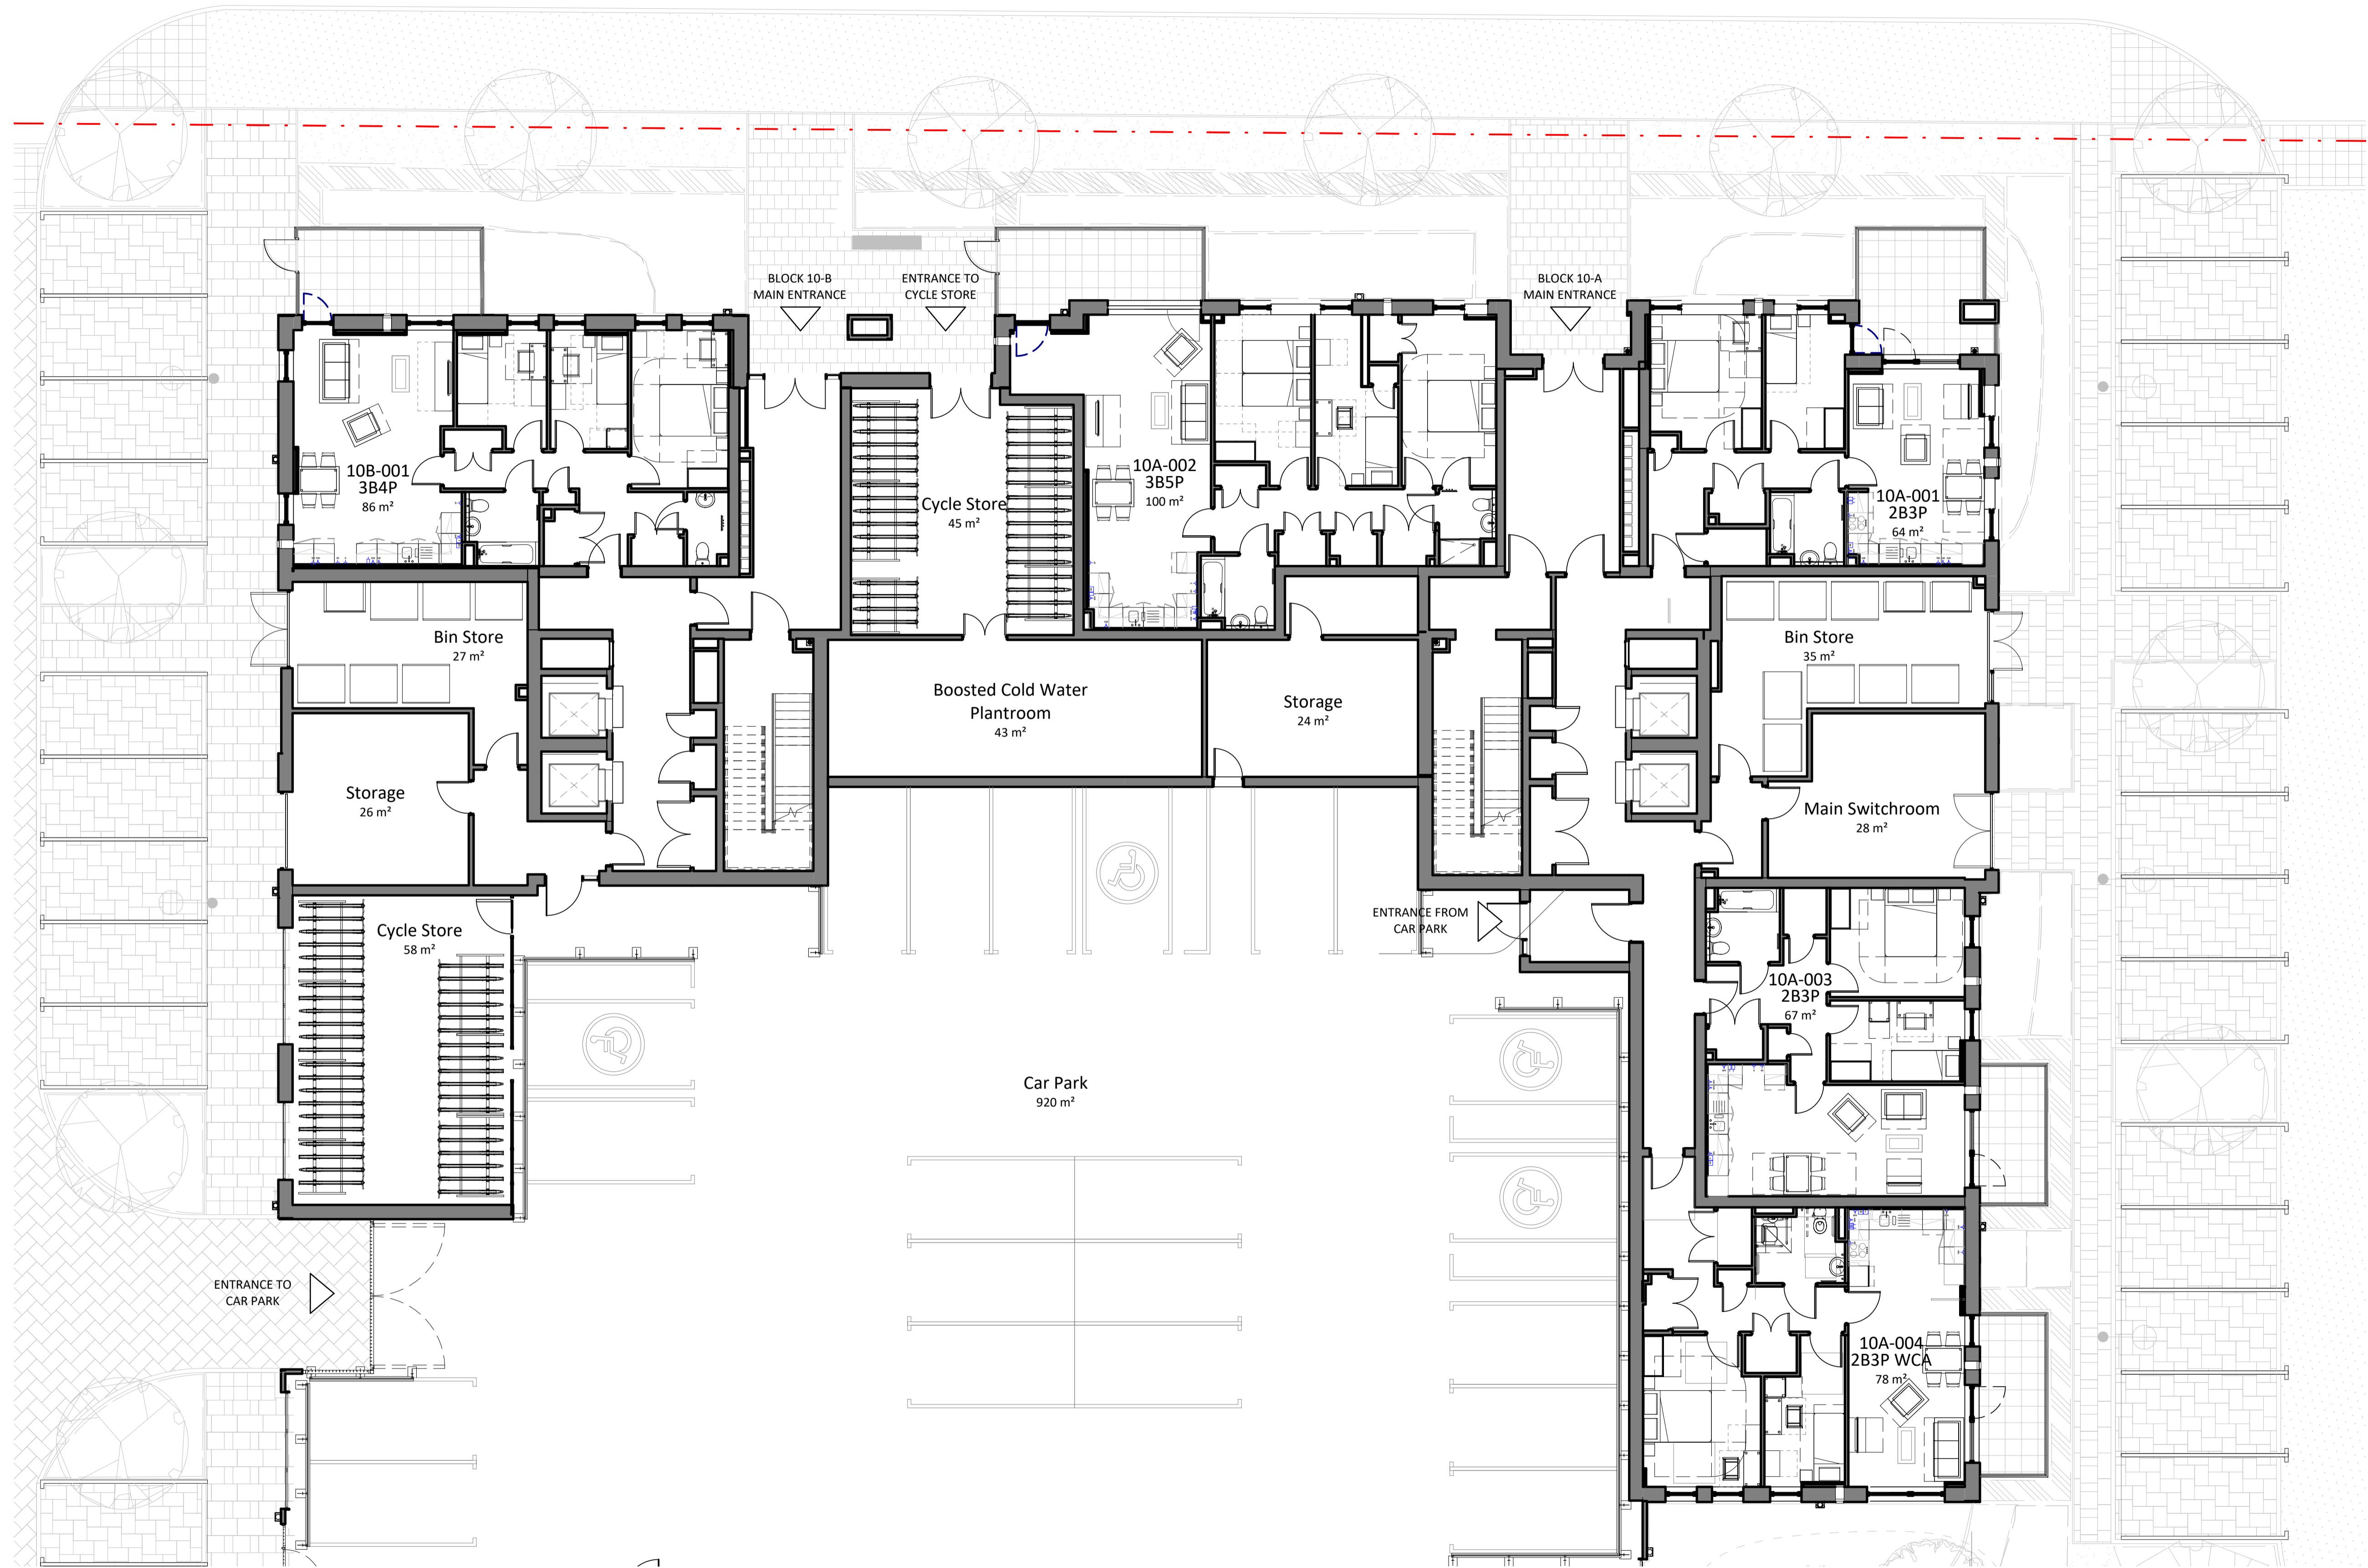 BLOCK 10-B
MAIN ENTRANCE
ENTRANCE TO
CYCLE STORE
BLOCK 10-A
MAIN ENTRANCE
10B-001
3B4P
86 m²
Cycle Store
45 m²
10A-002
3B5P
100 m²
10A-001
2B3P
64 m²
Bin Store
27 m²
Boosted Cold Water
Plantroom
43 m²
Storage
24 m²
Bin Store
35 m²
Storage
26 m²
Main Switchroom
28 m²
Cycle Store
58 m²
ENTRANCE FROM
CAR PARK
10A-003
2B3P
67 m²
Car Park
920 m²
ENTRANCE TO
CAR PARK
10A-004
2B3P WCA
78 m²